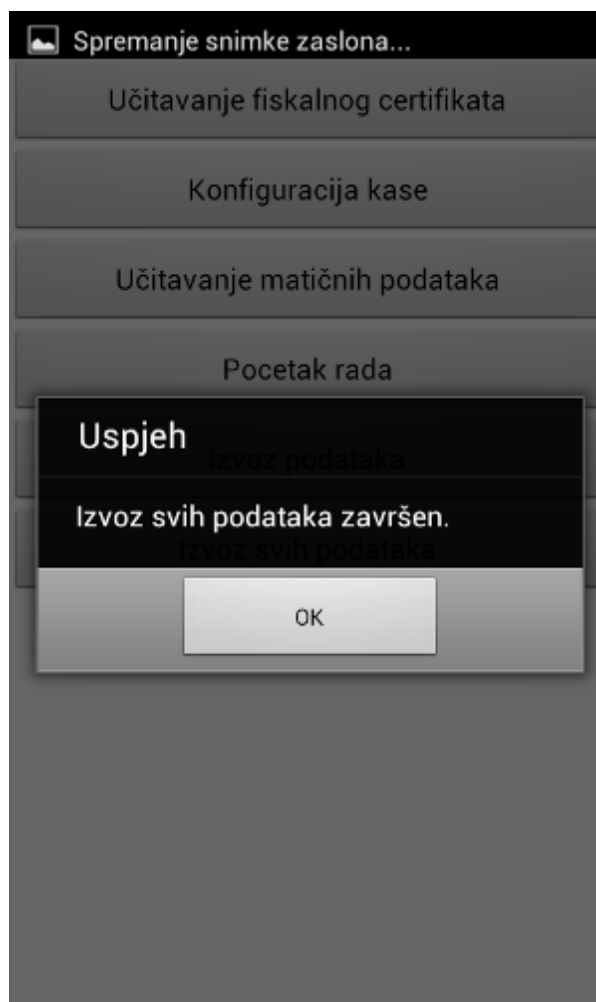 Spremanje snimke zaslona...
Učitavanje fiskalnog certifikata
Konfiguracija kase
Učitavanje matičnih podataka
Pocetak rada
Uspjeh
Izvoz podataka
Izvoz svih podataka završen.
Izvoz svih podataka
OK